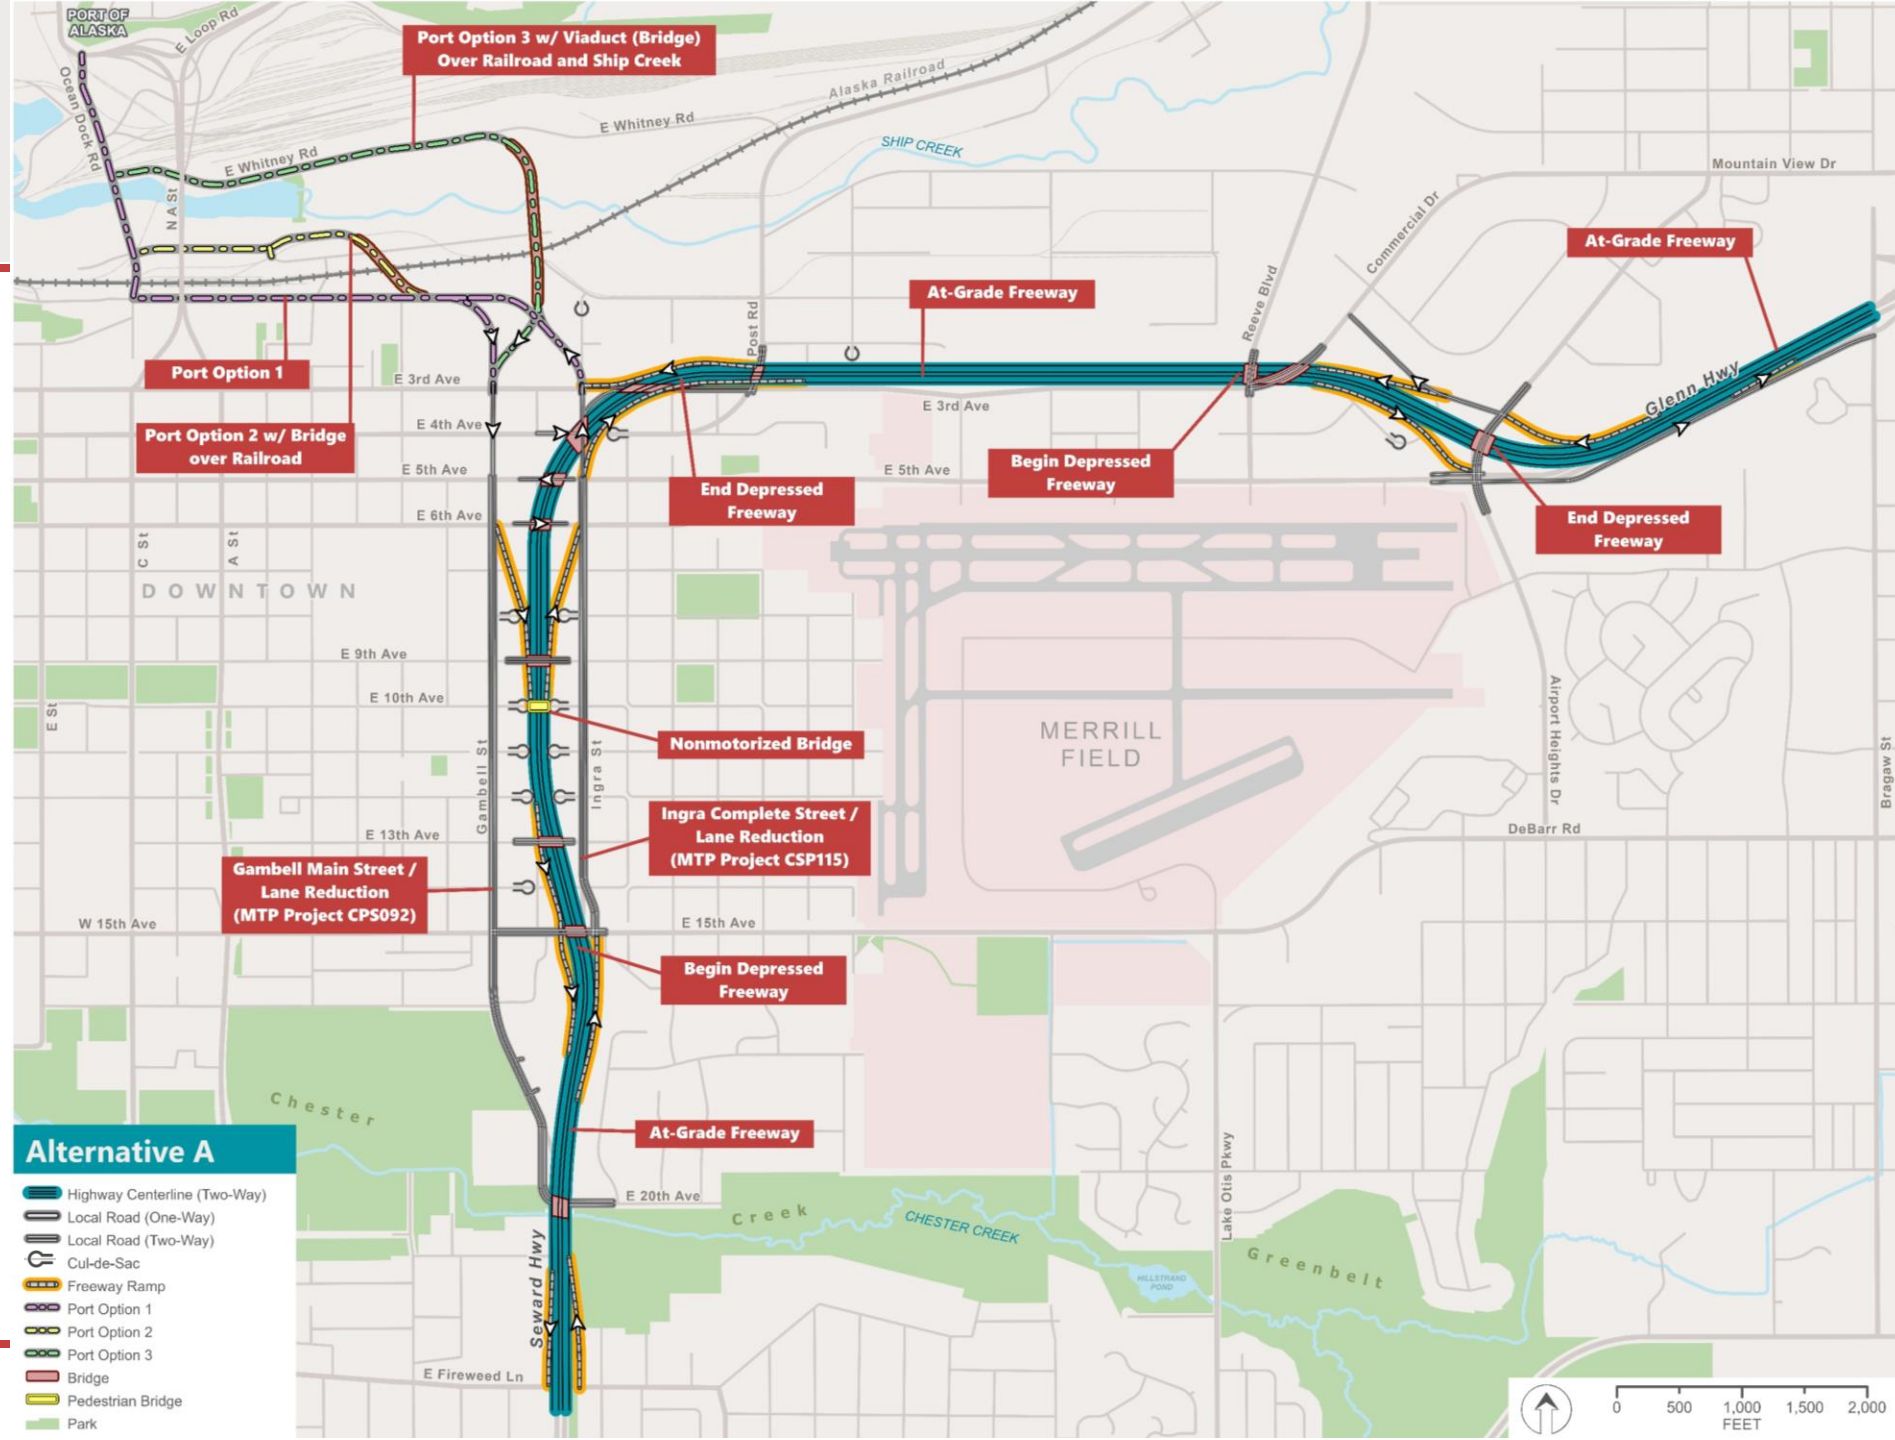 PORT OF
ALASKA
E Loop Rd
Ocean Dock Rd
Port Option 3 w/ Viaduct (Bridge)
Over Railroad and Ship Creek
Alaska Railroad
E Whitney Rd
E Whitney Rd
SHIP CREEK
Mountain View Dr
N A St
Commercial Dr
Reeve Blvd
Post Rd
At-Grade Freeway
At-Grade Freeway
Port Option 1
E 3rd Ave
E 3rd Ave
Glenn Hwy
E 4th Ave
Port Option 2 w/ Bridge
over Railroad
E 5th Ave
E 5th Ave
Begin Depressed
Freeway
End Depressed
Freeway
End Depressed
Freeway
E 6th Ave
C St
A St
DOWNTOWN
E 9th Ave
E 10th Ave
E St
Gambell St
Ingra St
Nonmotorized Bridge
MERRILL
FIELD
Airport Heights Dr
Bragaw St
Ingra Complete Street /
Lane Reduction
(MTP Project CSP115)
E 13th Ave
DeBarr Rd
Gambell Main Street /
Lane Reduction
(MTP Project CPS092)
W 15th Ave
E 15th Ave
Begin Depressed
Freeway
Chester
At-Grade Freeway
E 20th Ave
Creek
CHESTER CREEK
Lake Otis Pkwy
Greenbelt
HILLSTRAND
POND
Seward Hwy
E Fireweed Ln
Alternative A
Highway Centerline (Two-Way)
Local Road (One-Way)
Local Road (Two-Way)
Cul-de-Sac
Freeway Ramp
Port Option 1
Port Option 2
Port Option 3
Bridge
Pedestrian Bridge
Park
0 500 1,000 1,500 2,000
FEET